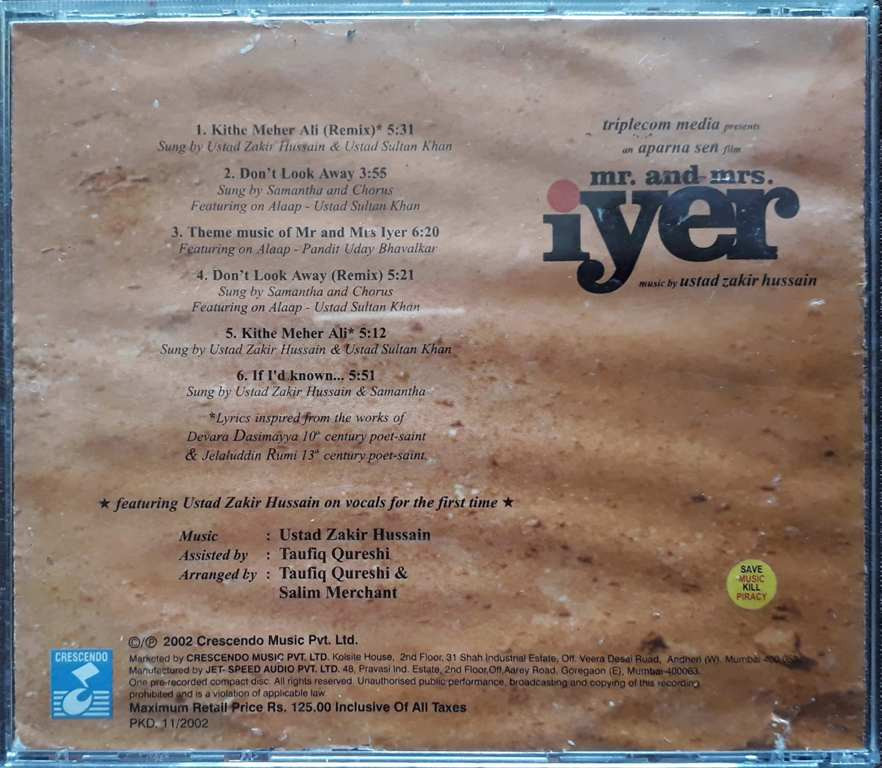 1. Kithe Meher Ali (Remix)* 5:31
Sung by Ustad Zakir Hussain & Ustad Sultan Khan
2. Don't Look Away 3:55
Sung by Samantha and Chorus
Featuring on Alaap - Ustad Sultan Khan
3. Theme music of Mr and Mrs Iyer 6:20
Featuring on Alaap - Pandit Uday Bhavalkar
4. Don't Look Away (Remix) 5:21
Sung by Samantha and Chorus
Featuring on Alaap - Ustad Sultan Khan
5. Kithe Meher Ali* 5:12
Sung by Ustad Zakir Hussain & Ustad Sultan Khan
6. If I'd known... 5:51
Sung by Ustad Zakir Hussain & Samantha
*Lyrics inspired from the works of
Devara Dasimayya 10th century poet-saint
& Jelaluddin Rumi 13th century poet-saint.
★ featuring Ustad Zakir Hussain on vocals for the first time ★
Music : Ustad Zakir Hussain
Assisted by : Taufiq Qureshi
Arranged by : Taufiq Qureshi &
Salim Merchant
triplecom media presents
an aparna sen film
mr. and mrs.
iyer
music by ustad zakir hussain
SAVE
MUSIC
KILL
PIRACY
CRESCENDO
©/℗ 2002 Crescendo Music Pvt. Ltd.
Marketed by CRESCENDO MUSIC PVT. LTD. Kolsite House, 2nd Floor, 31 Shah Industrial Estate, Off. Veera Desai Road, Andheri (W), Mumbai-400
Manufactured by JET- SPEED AUDIO PVT. LTD. 48, Pravasi Ind. Estate, 2nd Floor,Off.Aarey Road, Goregaon (E), Mumbai-400063.
One pre-recorded compact disc. All rights reserved. Unauthorised public performance, broadcasting and copying of this recording
prohibited and is a violation of applicable law
Maximum Retail Price Rs. 125.00 Inclusive Of All Taxes
PKD. 11/2002